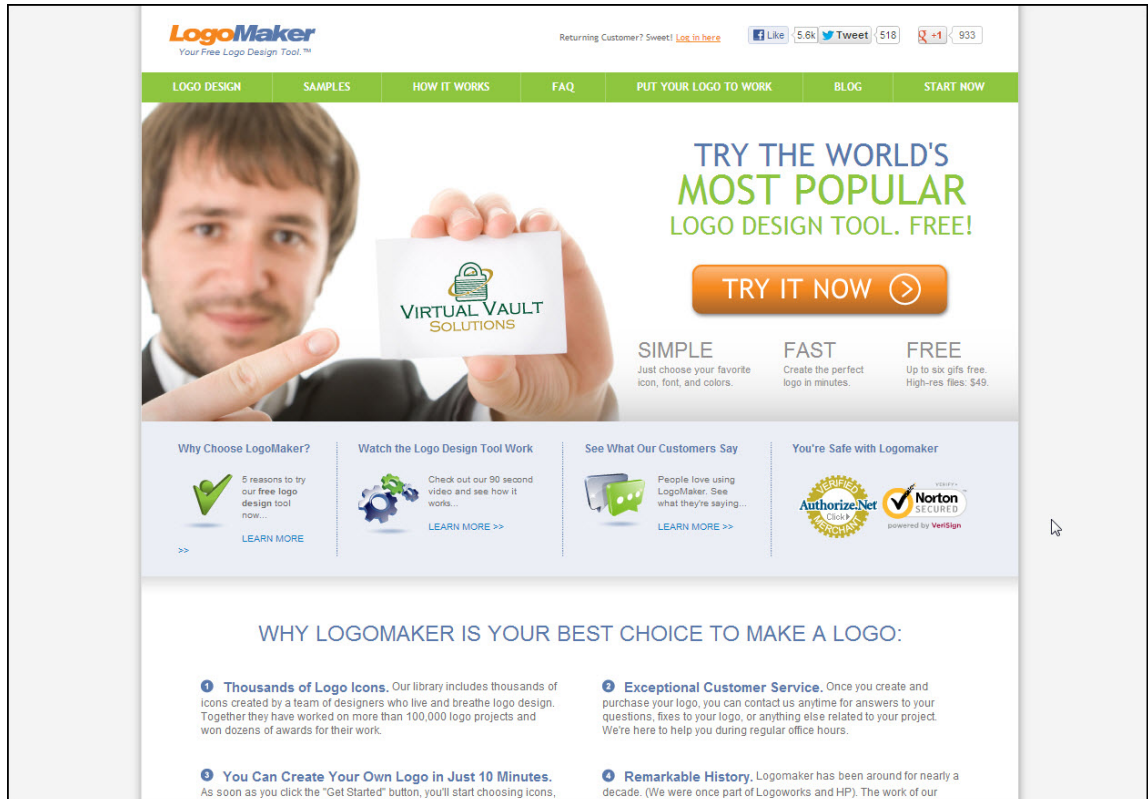 LogoMaker
Your Free Logo Design Tool.™
Returning Customer? Sweet! Log in here
Like 5.6k Tweet 518 +1 933
LOGO DESIGN SAMPLES HOW IT WORKS FAQ PUT YOUR LOGO TO WORK BLOG START NOW
TRY THE WORLD'S
MOST POPULAR
LOGO DESIGN TOOL. FREE!
VIRTUAL VAULT
SOLUTIONS
TRY IT NOW
SIMPLE
Just choose your favorite
icon, font, and colors.
FAST
Create the perfect
logo in minutes.
FREE
Up to six gifs free.
High-res files: $49.
Why Choose LogoMaker?
5 reasons to try
our free logo
design tool
now...
LEARN MORE
>>
Watch the Logo Design Tool Work
Check out our 90 second
video and see how it
works...
LEARN MORE >>
See What Our Customers Say
People love using
LogoMaker. See
what they're saying...
LEARN MORE >>
You're Safe with Logomaker
VERIFIED
Authorize.Net
Click
MERCHANT
VERIFY
Norton
SECURED
powered by VeriSign
WHY LOGOMAKER IS YOUR BEST CHOICE TO MAKE A LOGO:
1 Thousands of Logo Icons. Our library includes thousands of
icons created by a team of designers who live and breathe logo design.
Together they have worked on more than 100,000 logo projects and
won dozens of awards for their work.
2 Exceptional Customer Service. Once you create and
purchase your logo, you can contact us anytime for answers to your
questions, fixes to your logo, or anything else related to your project.
We're here to help you during regular office hours.
3 You Can Create Your Own Logo in Just 10 Minutes.
As soon as you click the "Get Started" button, you'll start choosing icons,
4 Remarkable History. Logomaker has been around for nearly a
decade. (We were once part of Logoworks and HP). The work of our